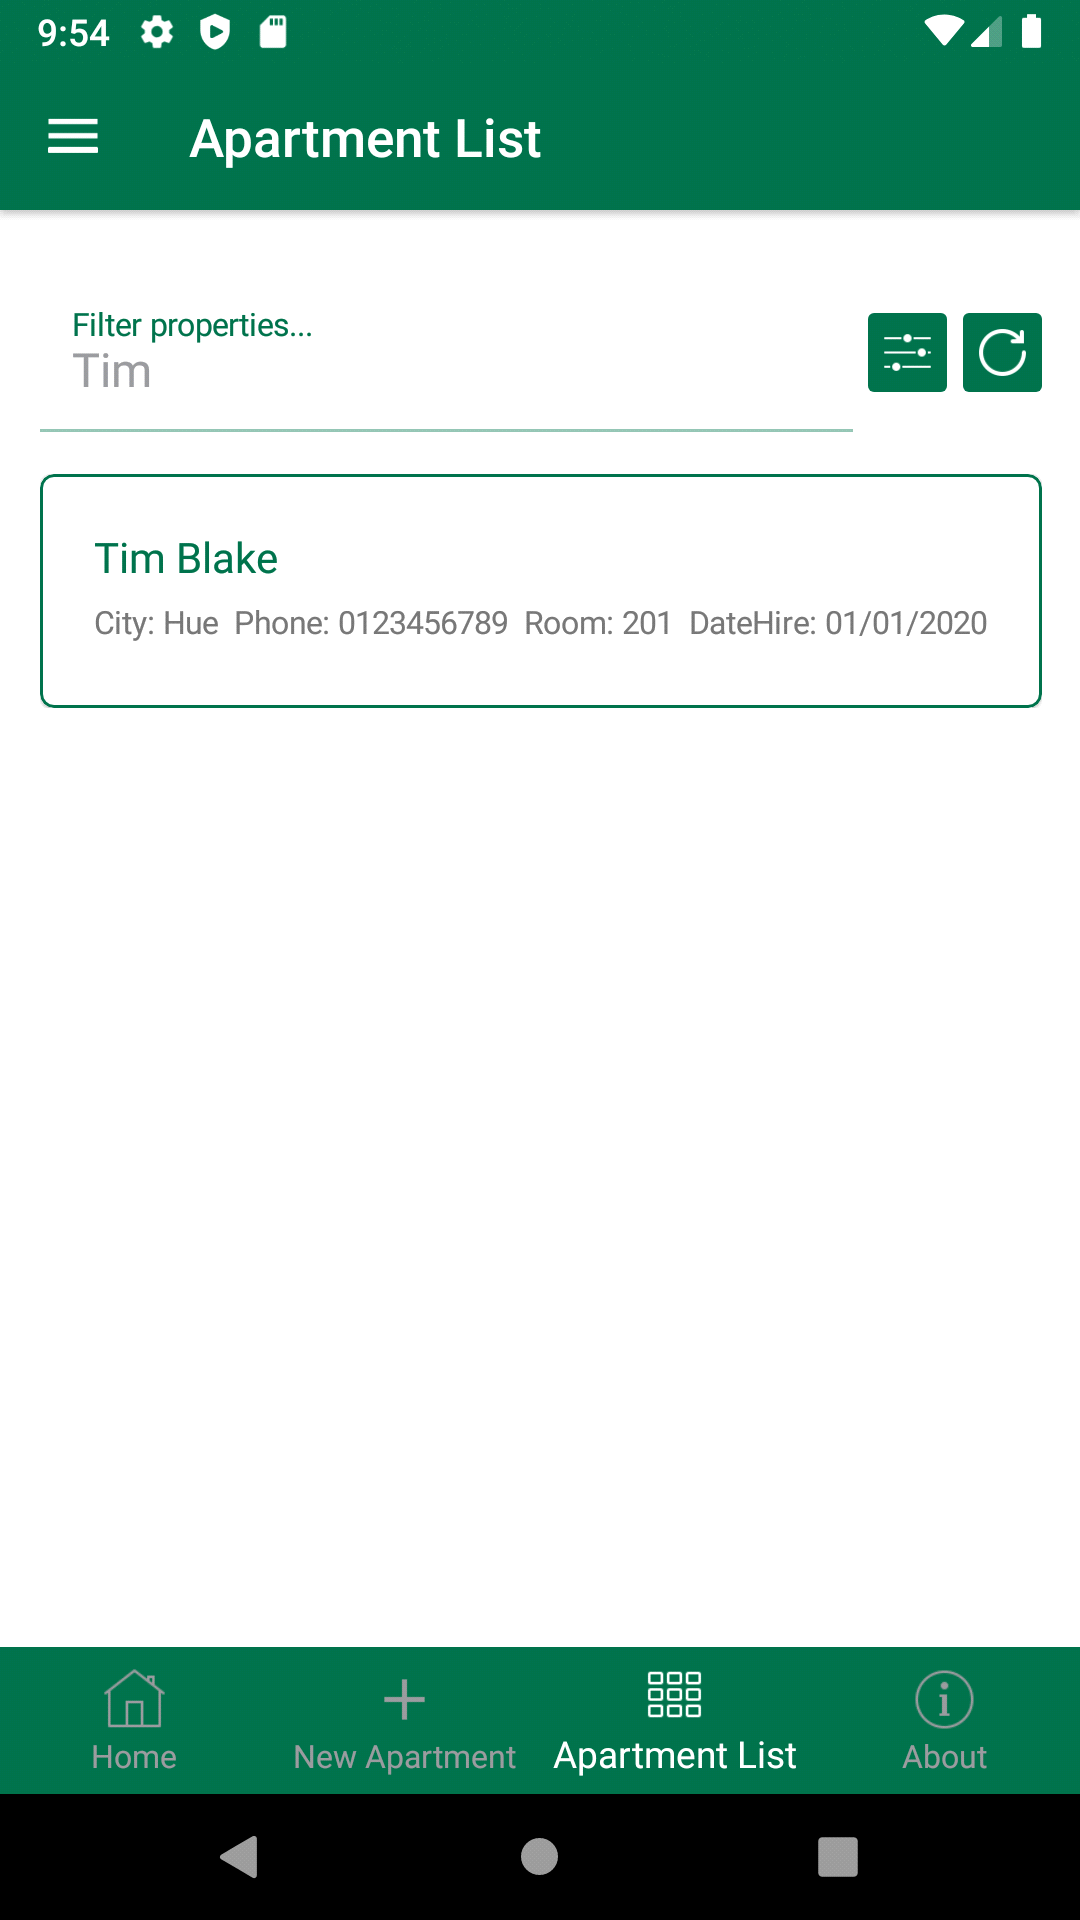 9:54
Apartment List
Filter properties...
Tim
Tim Blake
City: Hue Phone: 0123456789 Room: 201 DateHire: 01/01/2020
Home New Apartment Apartment List About